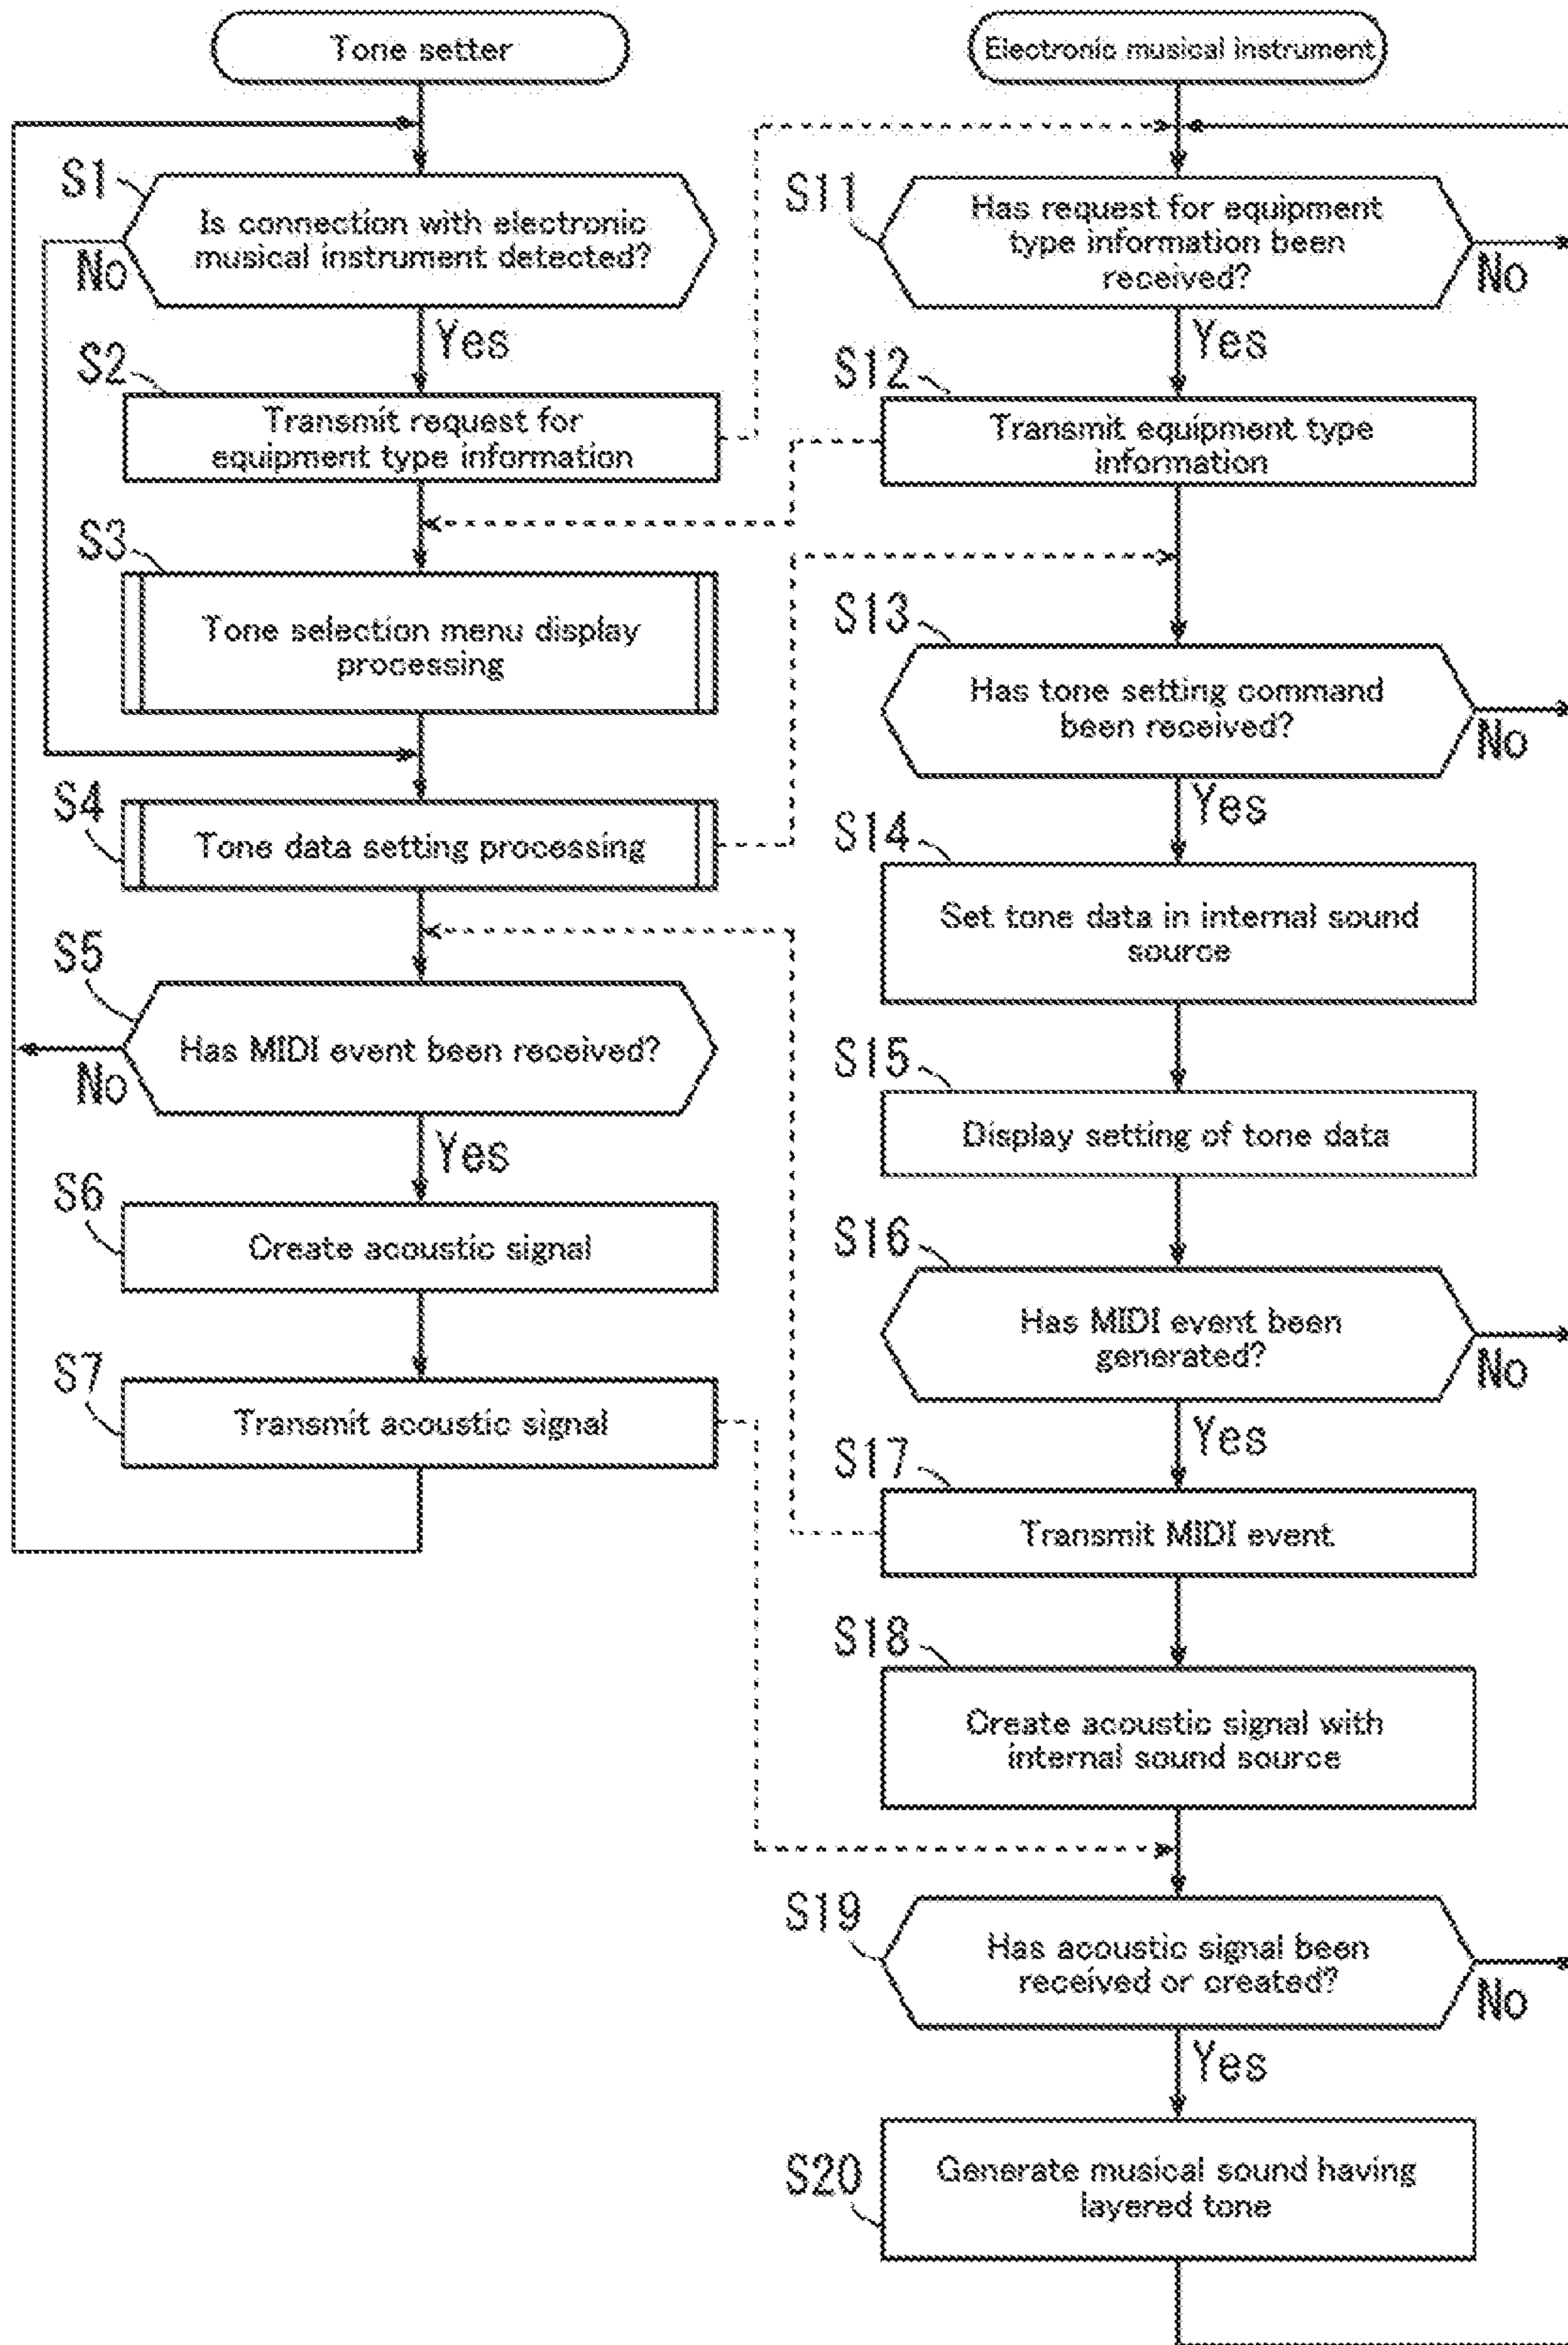 Tone setter
S1
Is connection with electronic
musical instrument detected?
No
Yes
S2
Transmit request for
equipment type information
S3
Tone selection menu display
processing
S4
Tone data setting processing
S5
Has MIDI event been received?
No
Yes
S6
Create acoustic signal
S7
Transmit acoustic signal
Electronic musical instrument
S11
Has request for equipment
type information been
received?
No
Yes
S12
Transmit equipment type
information
S13
Has tone setting command
been received?
No
Yes
S14
Set tone data in internal sound
source
S15
Display setting of tone data
S16
Has MIDI event been
generated?
No
Yes
S17
Transmit MIDI event
S18
Create acoustic signal with
internal sound source
S19
Has acoustic signal been
received or created?
No
Yes
S20
Generate musical sound having
layered tone